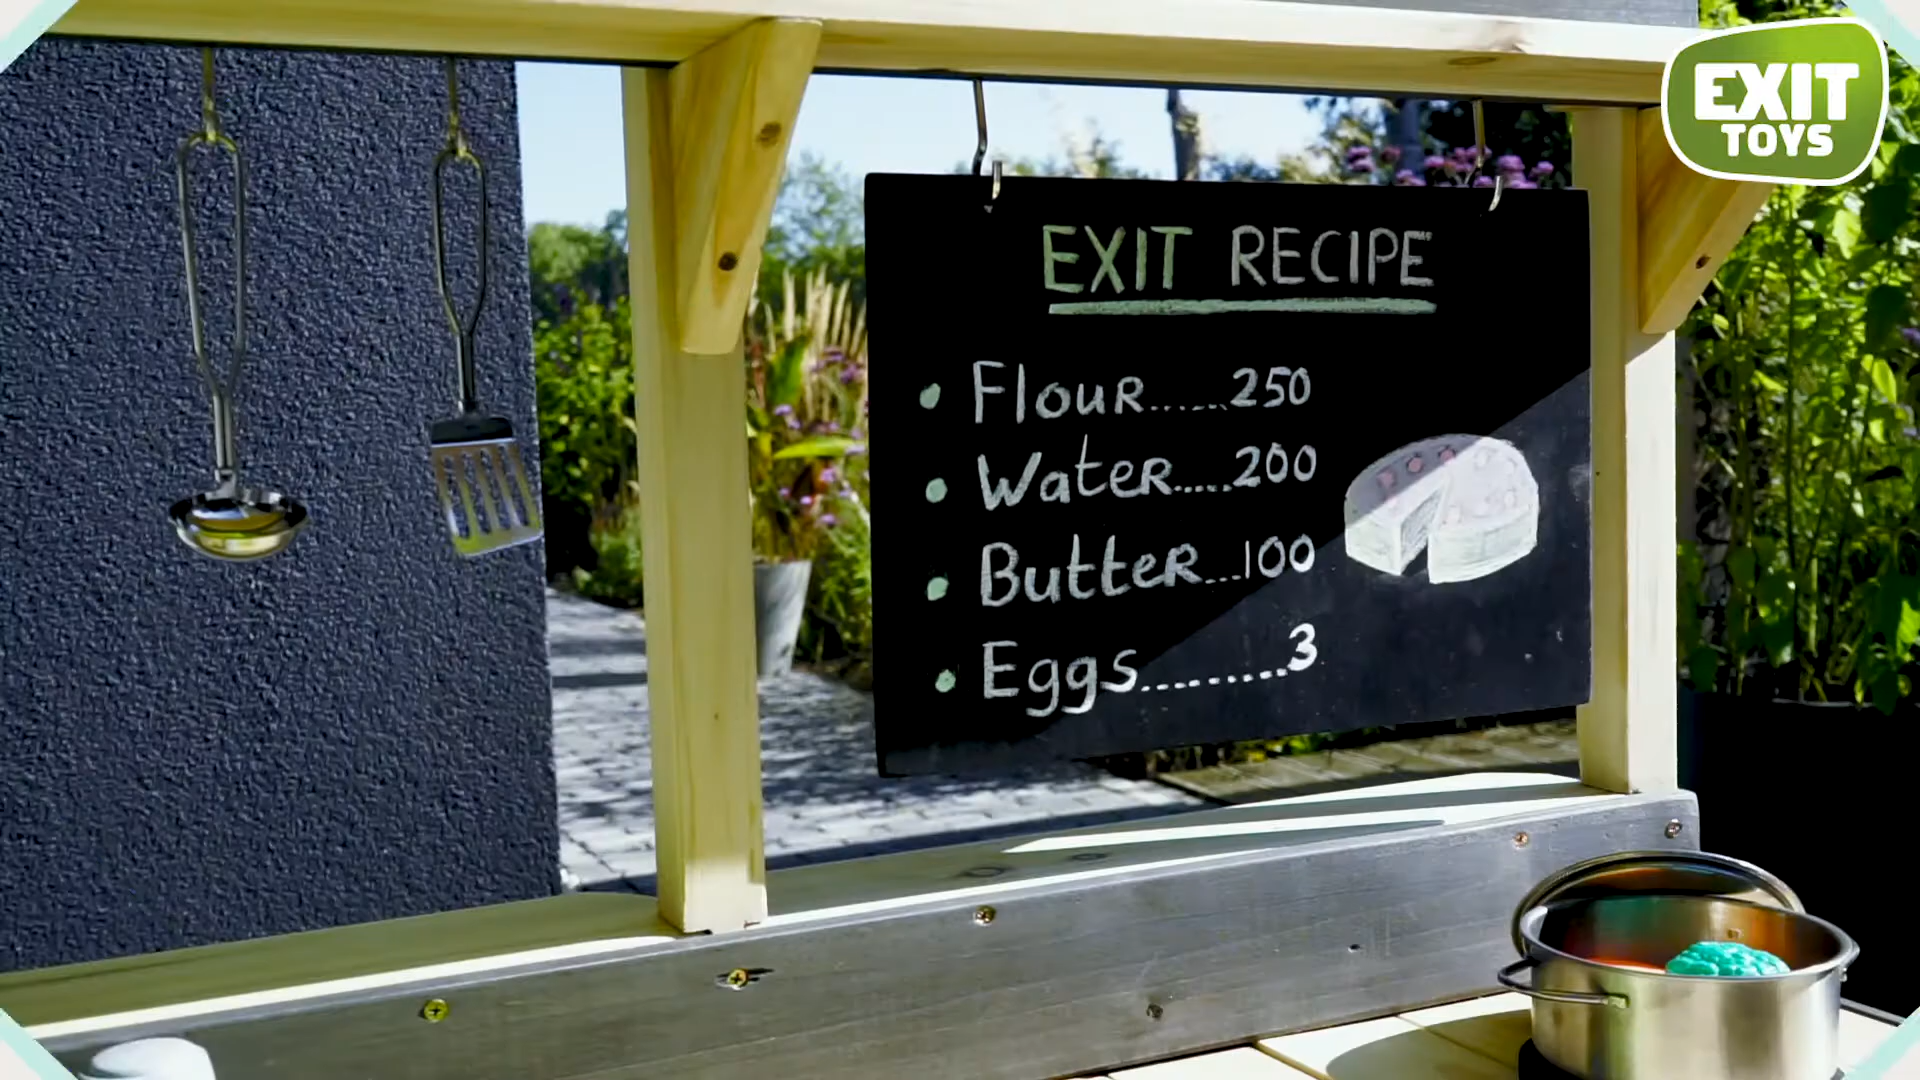 EXIT
TOYS
EXIT RECIPE
• Flour......250
• Water.....200
• Butter...100
• Eggs.........3